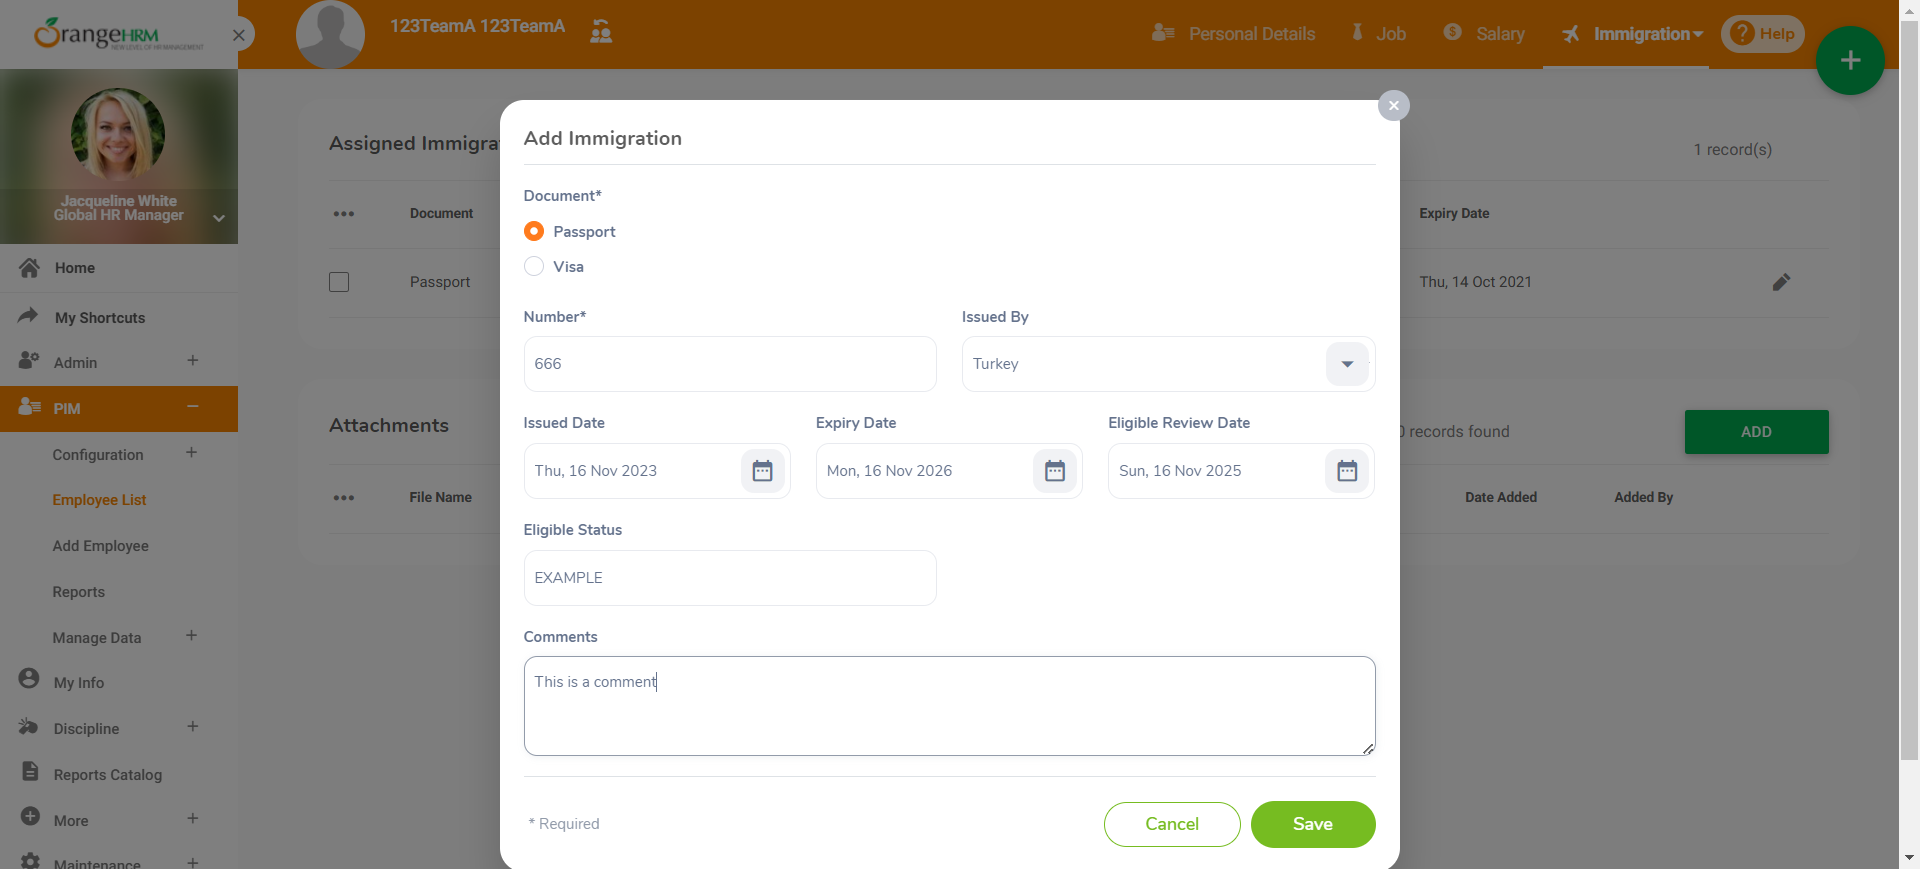 OrangeHRM
NEW LEVEL OF HR MANAGEMENT
123TeamA 123TeamA
Personal Details
Job
Salary
Immigration
Help
Jacqueline White
Global HR Manager
Home
My Shortcuts
Admin
PIM
Configuration
Employee List
Add Employee
Reports
Manage Data
My Info
Discipline
Reports Catalog
More
Maintenance
Assigned Immigra
1 record(s)
Document
Expiry Date
Passport
Thu, 14 Oct 2021
Attachments
0 records found
ADD
File Name
Date Added
Added By
Add Immigration
Document*
Passport
Visa
Number*
Issued By
666
Turkey
Issued Date
Expiry Date
Eligible Review Date
Thu, 16 Nov 2023
Mon, 16 Nov 2026
Sun, 16 Nov 2025
Eligible Status
EXAMPLE
Comments
This is a comment
* Required
Cancel
Save